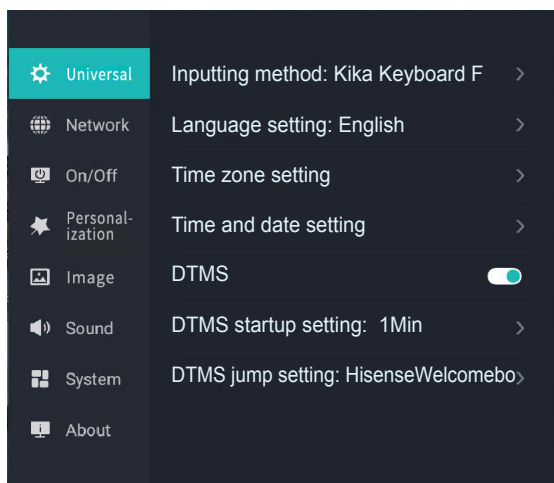 Universal
Network
On/Off
Personal-
ization
Image
Sound
System
About
Inputting method: Kika Keyboard F
Language setting: English
Time zone setting
Time and date setting
DTMS
DTMS startup setting: 1Min
DTMS jump setting: HisenseWelcomebo